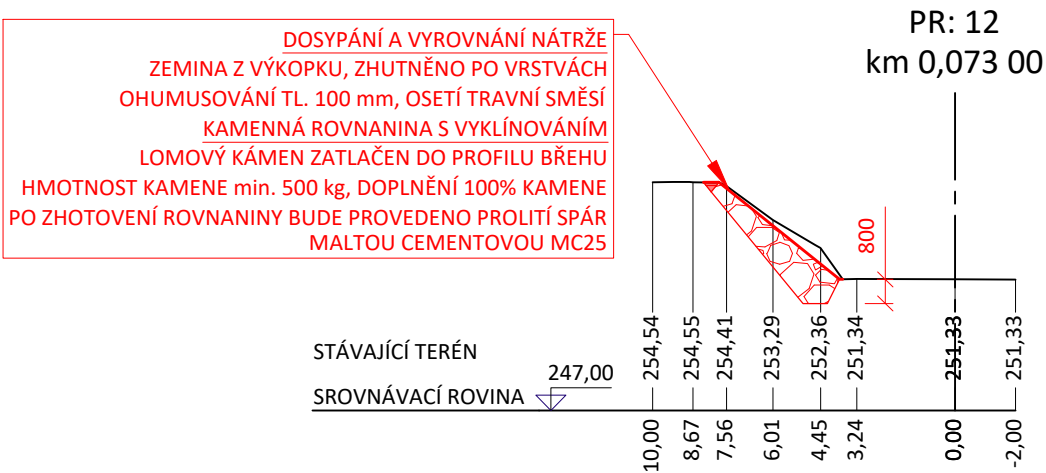 PR: 12
km 0,073 00
DOSYPÁNÍ A VYROVNÁNÍ NÁTRŽE
ZEMINA Z VÝKOPKU, ZHUTNĚNO PO VRSTVÁCH
OHUMUSOVÁNÍ TL. 100 mm, OSETÍ TRAVNÍ SMĚSÍ
KAMENNÁ ROVNANINA S VYKLÍNOVÁNÍM
LOMOVÝ KÁMEN ZATLAČEN DO PROFILU BŘEHU
HMOTNOST KAMENE min. 500 kg, DOPLNĚNÍ 100% KAMENE
PO ZHOTOVENÍ ROVNANINY BUDE PROVEDENO PROLITÍ SPÁR
MALTOU CEMENTOVOU MC25
800
STÁVAJÍCÍ TERÉN
254,54
254,55
254,41
253,29
252,36
251,34
251,33
251,33
247,00
SROVNÁVACÍ ROVINA
10,00
8,67
7,56
6,01
4,45
3,24
0,00
-2,00